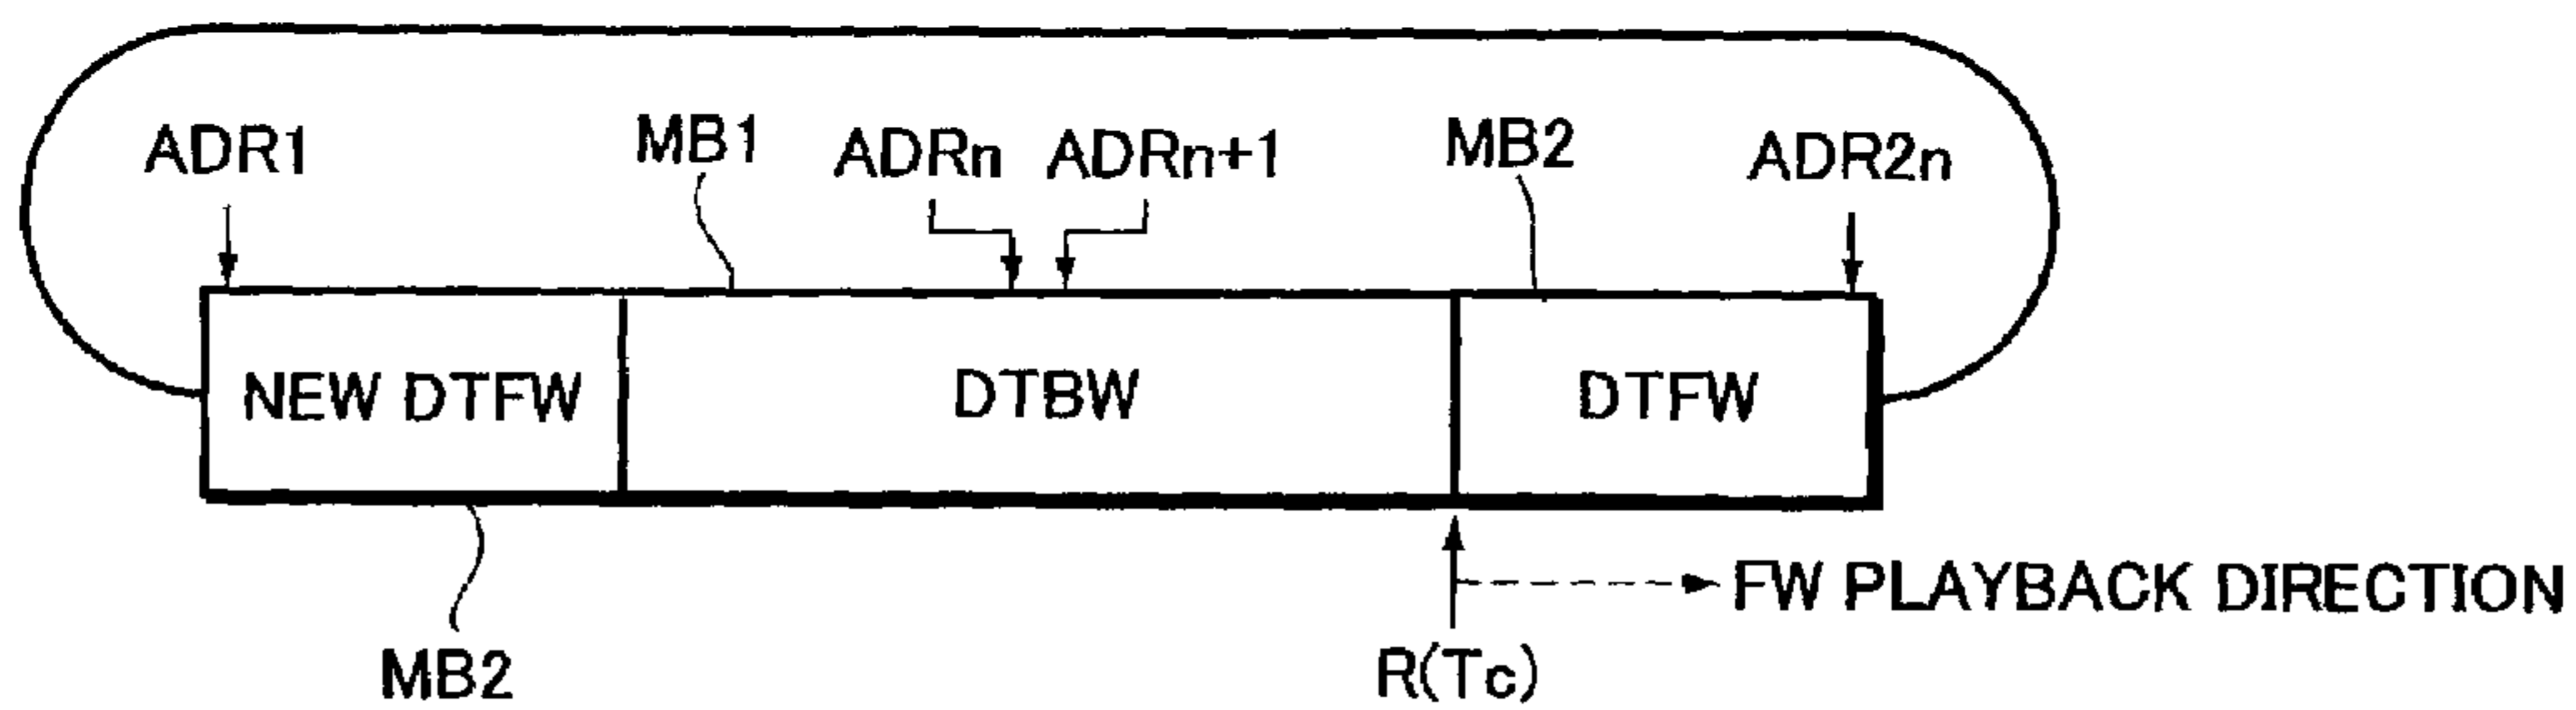 ADR1 MB1 ADRn ADRn+1 MB2 ADR2n
NEW DTFW DTBW DTFW
FW PLAYBACK DIRECTION
MB2 R(Tc)